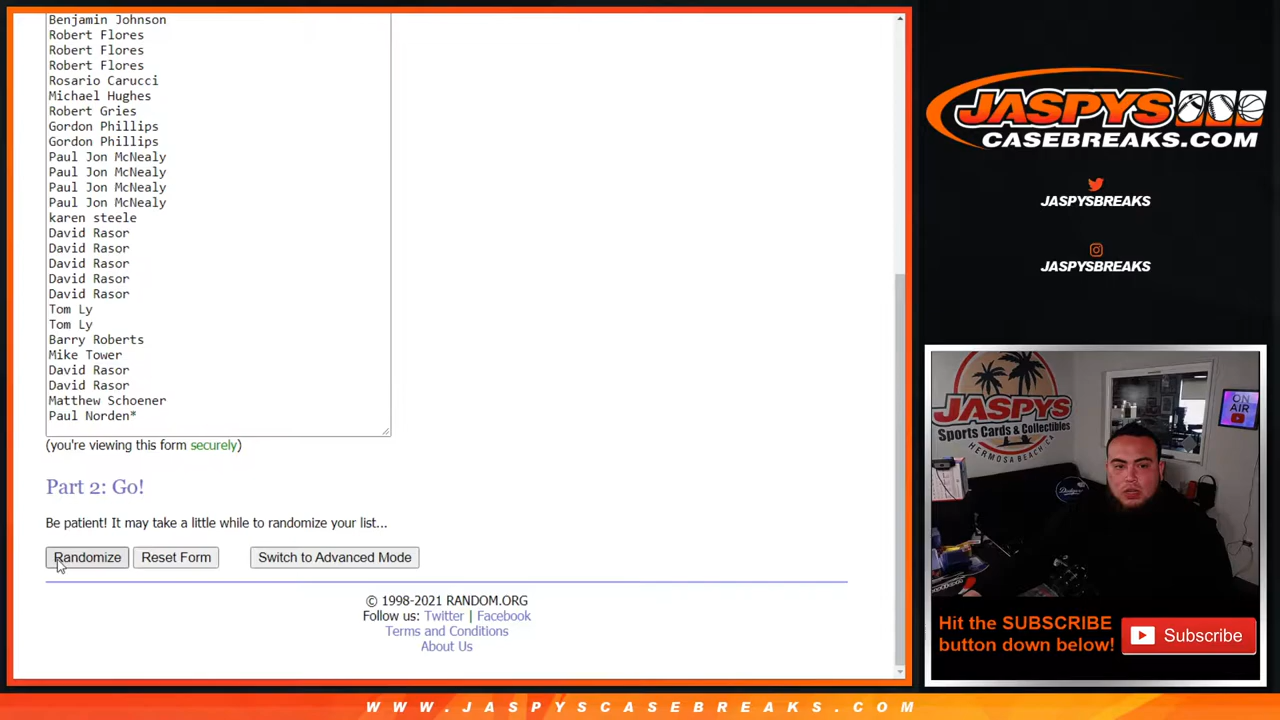 Benjamin Johnson
Robert Flores
Robert Flores
Robert Flores
Rosario Carucci
Michael Hughes
Robert Gries
Gordon Phillips
Gordon Phillips
Paul Jon McNealy
Paul Jon McNealy
Paul Jon McNealy
Paul Jon McNealy
karen steele
David Rasor
David Rasor
David Rasor
David Rasor
David Rasor
Tom Ly
Tom Ly
Barry Roberts
Mike Tower
David Rasor
David Rasor
Matthew Schoener
Paul Norden*
(you're viewing this form securely)
Part 2: Go!
Be patient! It may take a little while to randomize your list...
Randomize Reset Form Switch to Advanced Mode
© 1998-2021 RANDOM.ORG
Follow us: Twitter | Facebook
Terms and Conditions
About Us
JASPYS
CASEBREAKS.COM
JASPYSBREAKS
JASPYSBREAKS
JASPYS
Sports Cards & Collectibles
HERMOSA BEACH CA
ON AIR
Dodgers
Hit the SUBSCRIBE
button down below!
Subscribe
WWW.JASPYSCASEBREAKS.COM